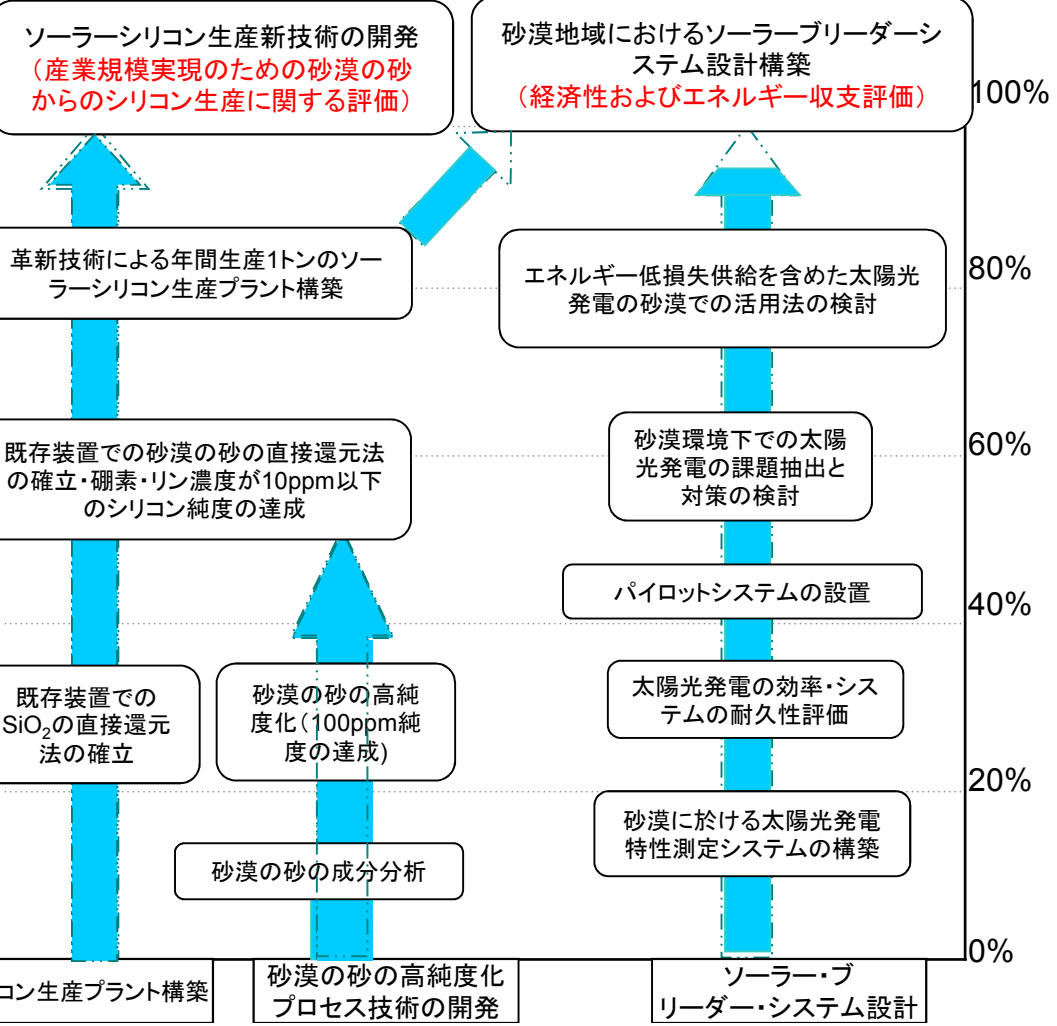 ソーラーシリコン生産新技術の開発
（産業規模実現のための砂漠の砂
からのシリコン生産に関する評価）
砂漠地域におけるソーラーブリーダーシ
ステム設計構築
（経済性およびエネルギー収支評価）
100%
革新技術による年間生産1トンのソー
ラーシリコン生産プラント構築
エネルギー低損失供給を含めた太陽光
発電の砂漠での活用法の検討
80%
既存装置での砂漠の砂の直接還元法
の確立・硼素・リン濃度が10ppm以下
のシリコン純度の達成
砂漠環境下での太陽
光発電の課題抽出と
対策の検討
60%
パイロットシステムの設置
40%
既存装置での
SiO₂の直接還元
法の確立
砂漠の砂の高純
度化（100ppm純
度の達成)
太陽光発電の効率・シス
テムの耐久性評価
20%
砂漠の砂の成分分析
砂漠に於ける太陽光発電
特性測定システムの構築
0%
コン生産プラント構築
砂漠の砂の高純度化
プロセス技術の開発
ソーラー・ブ
リーダー・システム設計